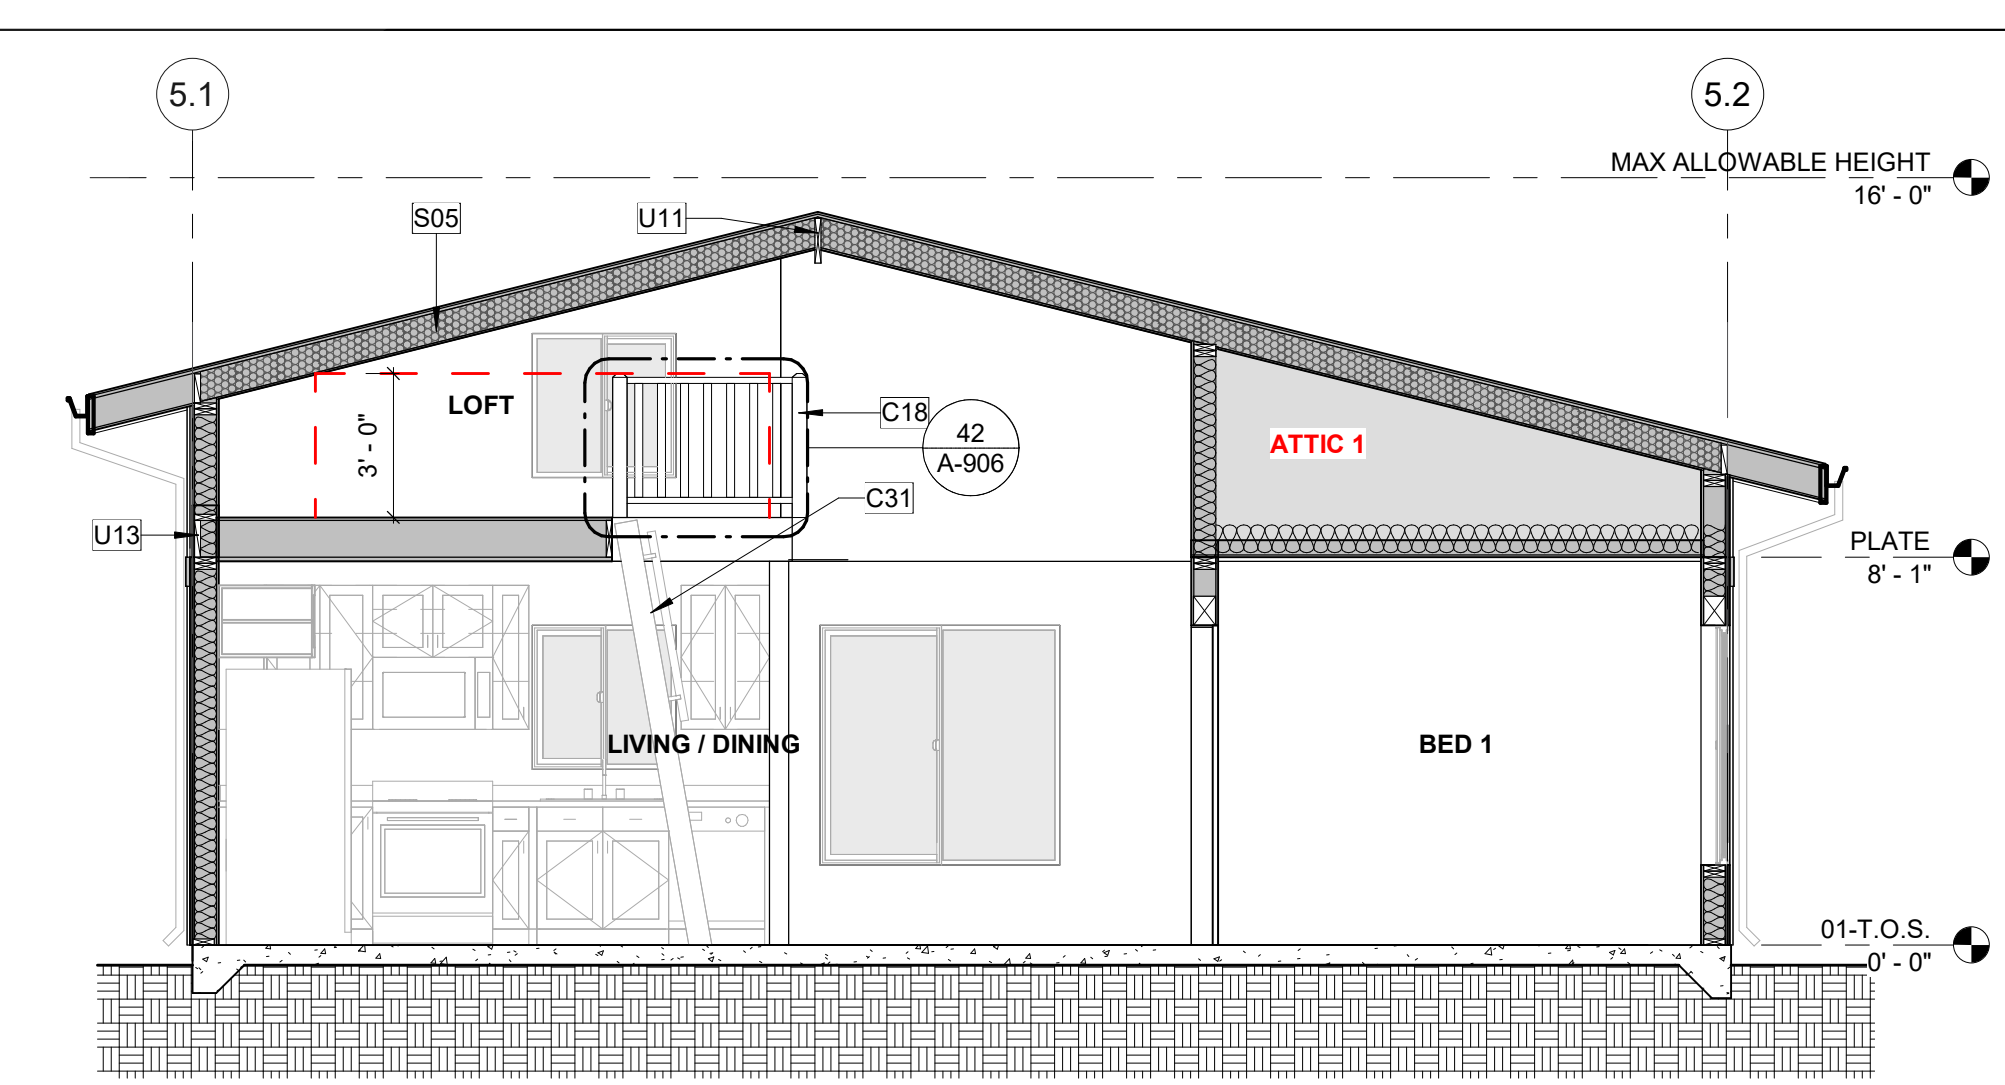 5.1
5.2
MAX ALLOWABLE HEIGHT
16' - 0"
S05
U11
LOFT
3' - 0"
C18
42
A-906
ATTIC 1
C31
U13
PLATE
8' - 1"
LIVING / DINING
BED 1
01-T.O.S.
0' - 0"